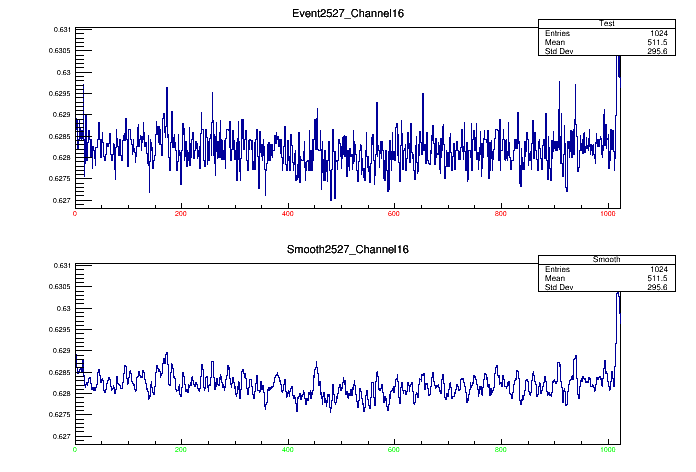 Event2527_Channel16
Test
Entries 1024
Mean 511.5
Std Dev 295.6
0.631
0.6305
0.63
0.6295
0.629
0.6285
0.628
0.6275
0.627
0 200 400 600 800 1000
Smooth2527_Channel16
Smooth
Entries 1024
Mean 511.5
Std Dev 295.6
0.631
0.6305
0.63
0.6295
0.629
0.6285
0.628
0.6275
0.627
0 200 400 600 800 1000